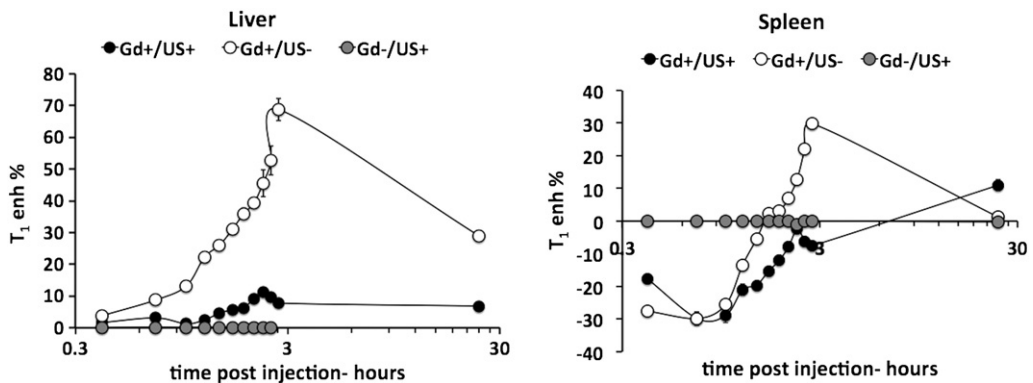 Liver
Gd+/US+ Gd+/US- Gd-/US+
80
70
60
50
40
30
20
10
0
0.3 3 30
T1 enh %
time post injection- hours
Spleen
Gd+/US+ Gd+/US- Gd-/US+
40
30
20
10
0
-10
-20
-30
-40
0.3 3 30
T1 enh %
time post injection- hours